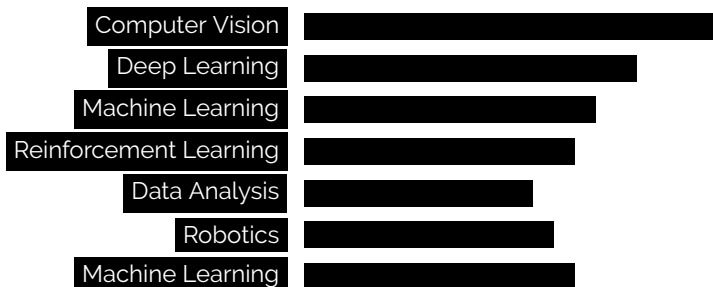 Computer Vision
Deep Learning
Machine Learning
Reinforcement Learning
Data Analysis
Robotics
Machine Learning